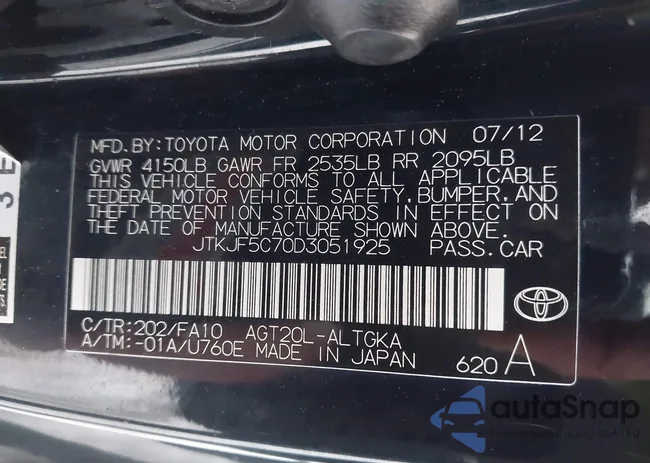 MFD. BY: TOYOTA MOTOR CORPORATION 07/12
GVWR 4150LB GAWR FR 2535LB RR 2095LB
THIS VEHICLE CONFORMS TO ALL APPLICABLE
FEDERAL MOTOR VEHICLE SAFETY, BUMPER, AND
THEFT PREVENTION STANDARDS IN EFFECT ON
THE DATE OF MANUFACTURE SHOWN ABOVE.
JTKJF5C70D3051925 PASS. CAR
C/TR: 202/FA10 AGT20L-ALTGKA
A/TM: -01A/U760E MADE IN JAPAN
620 A
3 E
autoSnap